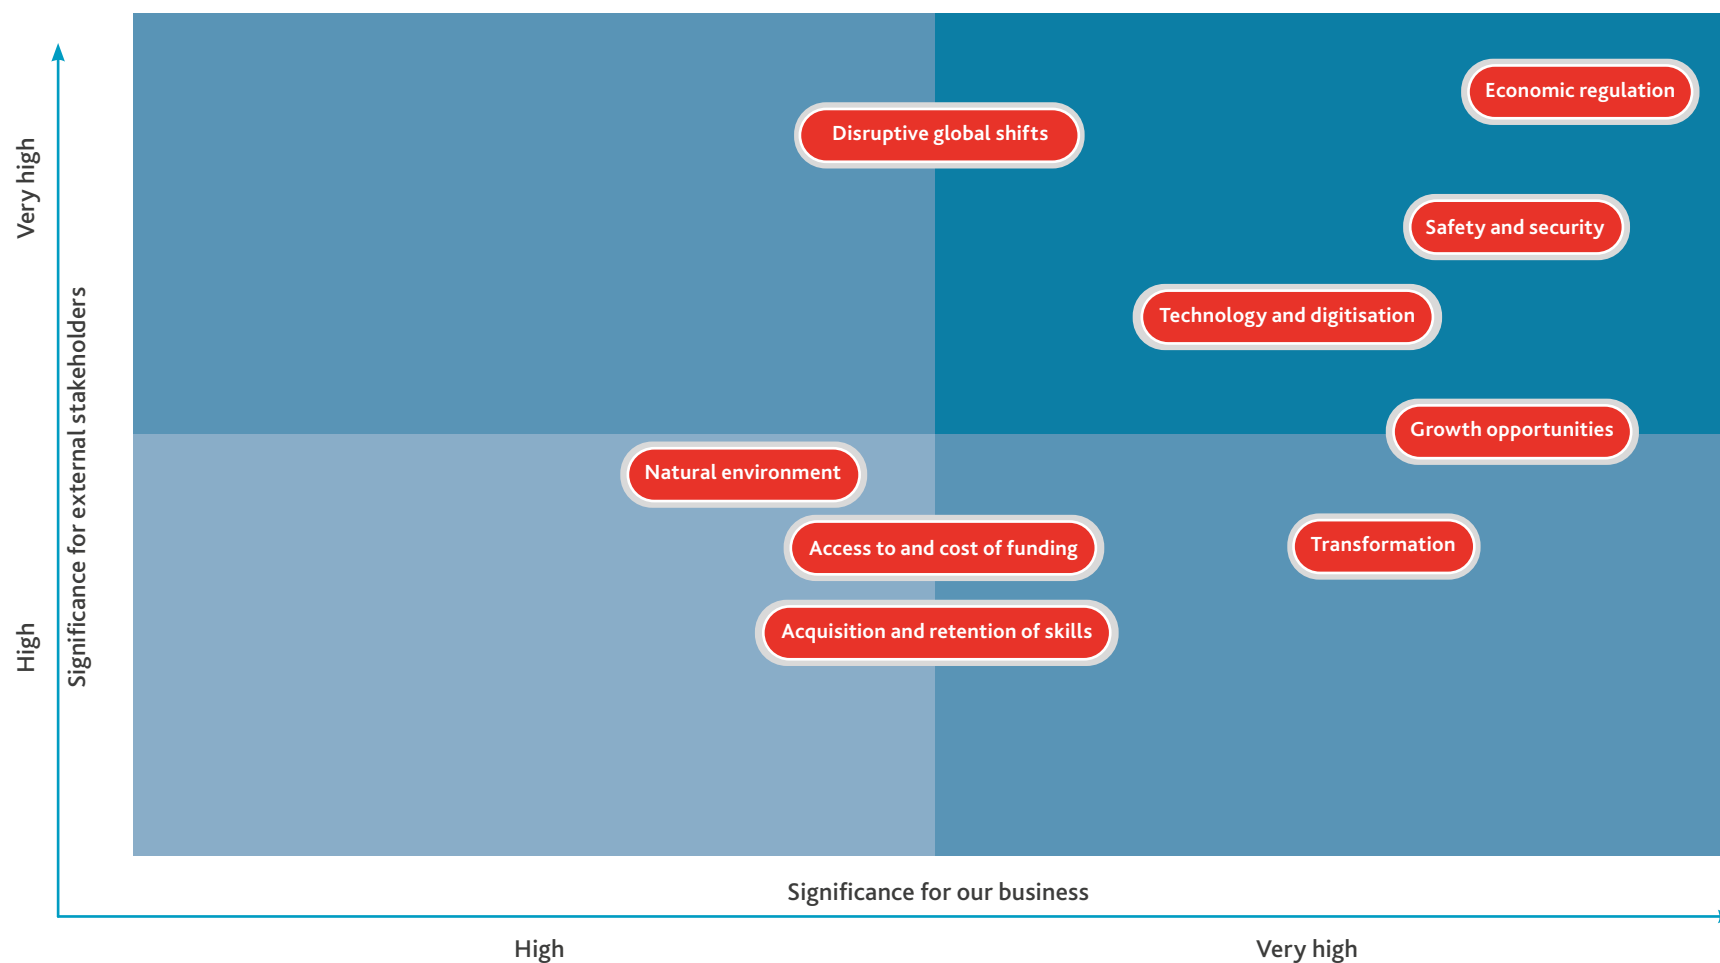 Economic regulation
Disruptive global shifts
Very high
Safety and security
Technology and digitisation
Significance for external stakeholders
Growth opportunities
Natural environment
Transformation
Access to and cost of funding
High
Acquisition and retention of skills
Significance for our business
High
Very high